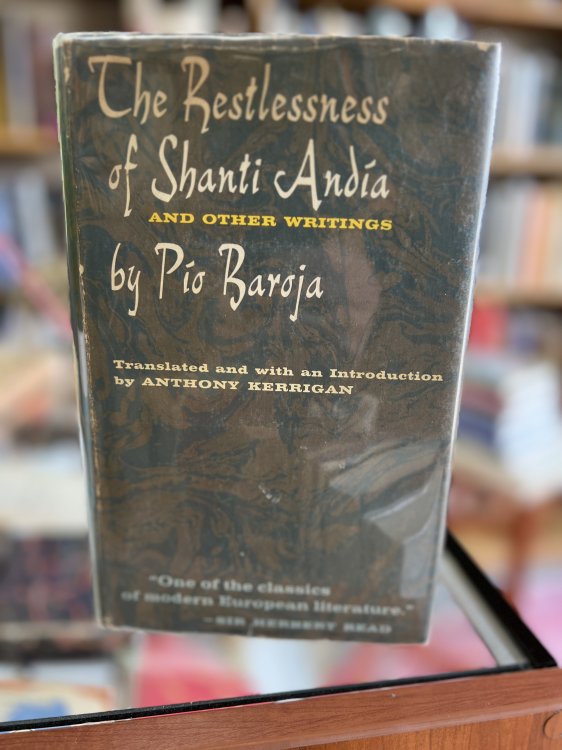 The Restlessness
of Shanti Andía
AND OTHER WRITINGS
by Pío Baroja
Translated and with an Introduction
by ANTHONY KERRIGAN
"One of the classics
of modern European literature."
—SIR HERBERT READ